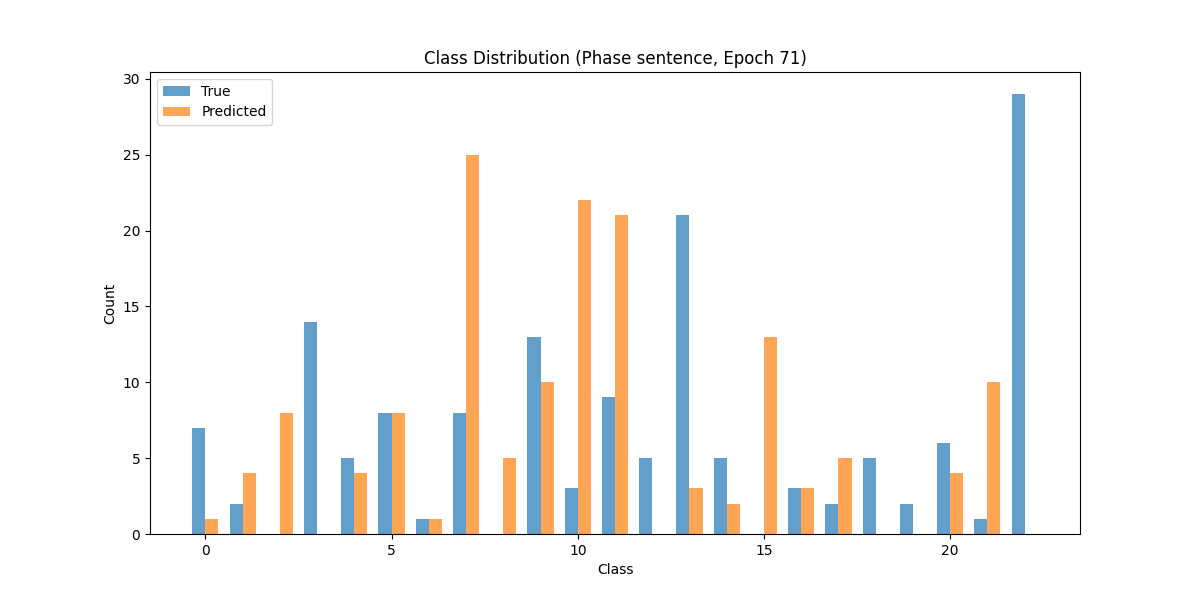 Class Distribution (Phase sentence, Epoch 71)
True
Predicted
30
25
20
15
10
5
0
Count
0 5 10 15 20
Class